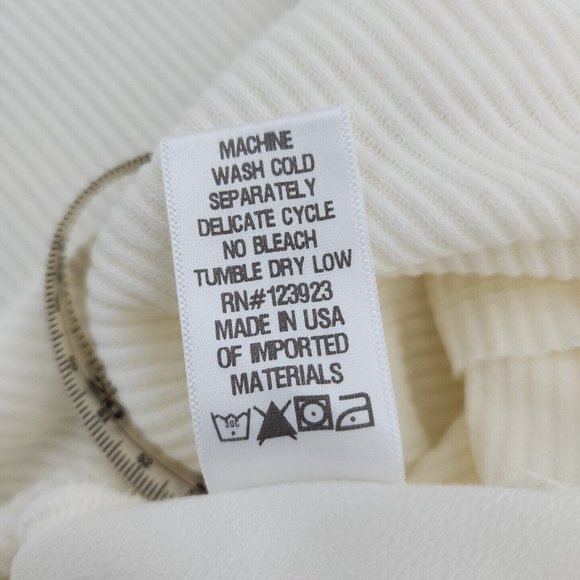 MACHINE
WASH COLD
SEPARATELY
DELICATE CYCLE
NO BLEACH
TUMBLE DRY LOW
RN#123923
MADE IN USA
OF IMPORTED
MATERIALS
30C